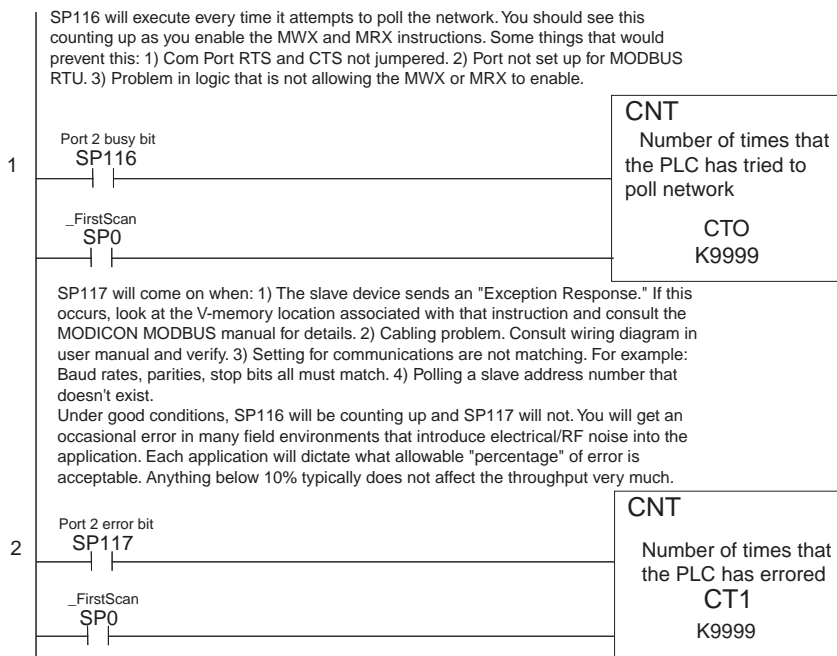 SP116 will execute every time it attempts to poll the network. You should see this
counting up as you enable the MWX and MRX instructions. Some things that would
prevent this: 1) Com Port RTS and CTS not jumpered. 2) Port not set up for MODBUS
RTU. 3) Problem in logic that is not allowing the MWX or MRX to enable.
1
Port 2 busy bit
SP116
_FirstScan
SP0
CNT
Number of times that
the PLC has tried to
poll network
CTO
K9999
SP117 will come on when: 1) The slave device sends an "Exception Response." If this
occurs, look at the V-memory location associated with that instruction and consult the
MODICON MODBUS manual for details. 2) Cabling problem. Consult wiring diagram in
user manual and verify. 3) Setting for communications are not matching. For example:
Baud rates, parities, stop bits all must match. 4) Polling a slave address number that
doesn't exist.
Under good conditions, SP116 will be counting up and SP117 will not. You will get an
occasional error in many field environments that introduce electrical/RF noise into the
application. Each application will dictate what allowable "percentage" of error is
acceptable. Anything below 10% typically does not affect the throughput very much.
2
Port 2 error bit
SP117
_FirstScan
SP0
CNT
Number of times that
the PLC has errored
CT1
K9999